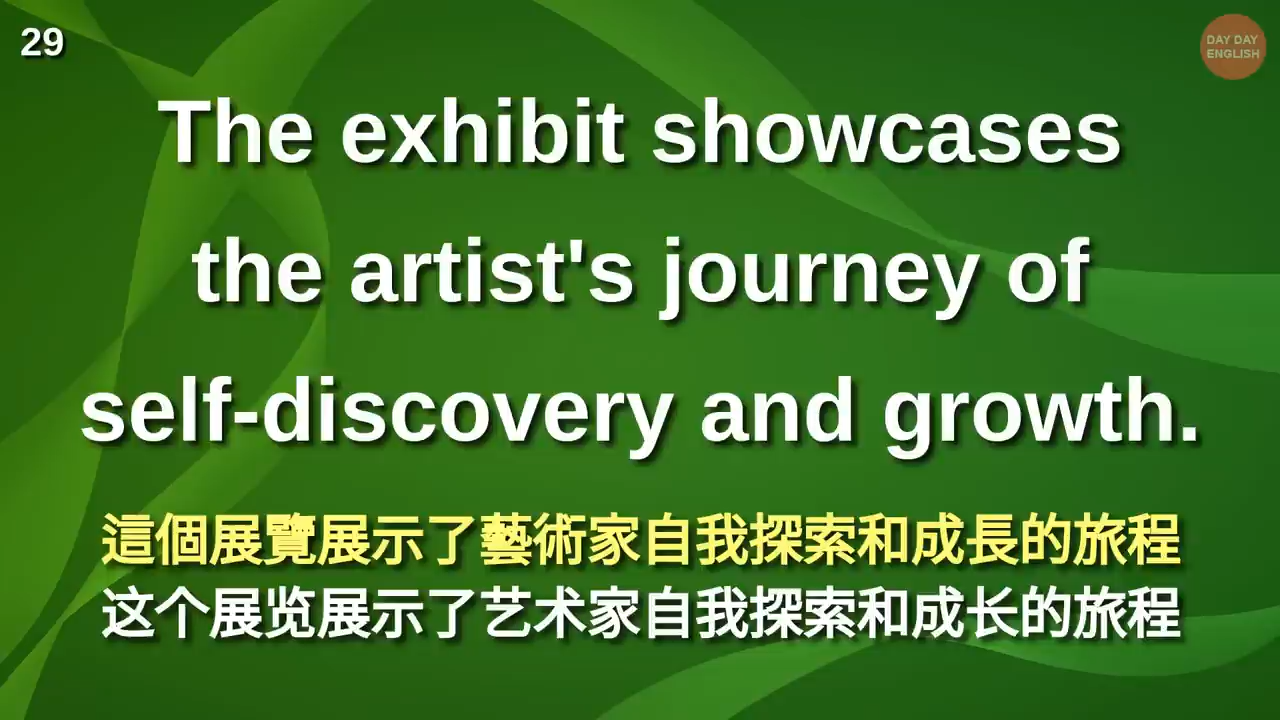 29
DAY DAY
ENGLISH
The exhibit showcases
the artist's journey of
self-discovery and growth.
這個展覽展示了藝術家自我探索和成長的旅程
这个展览展示了艺术家自我探索和成长的旅程